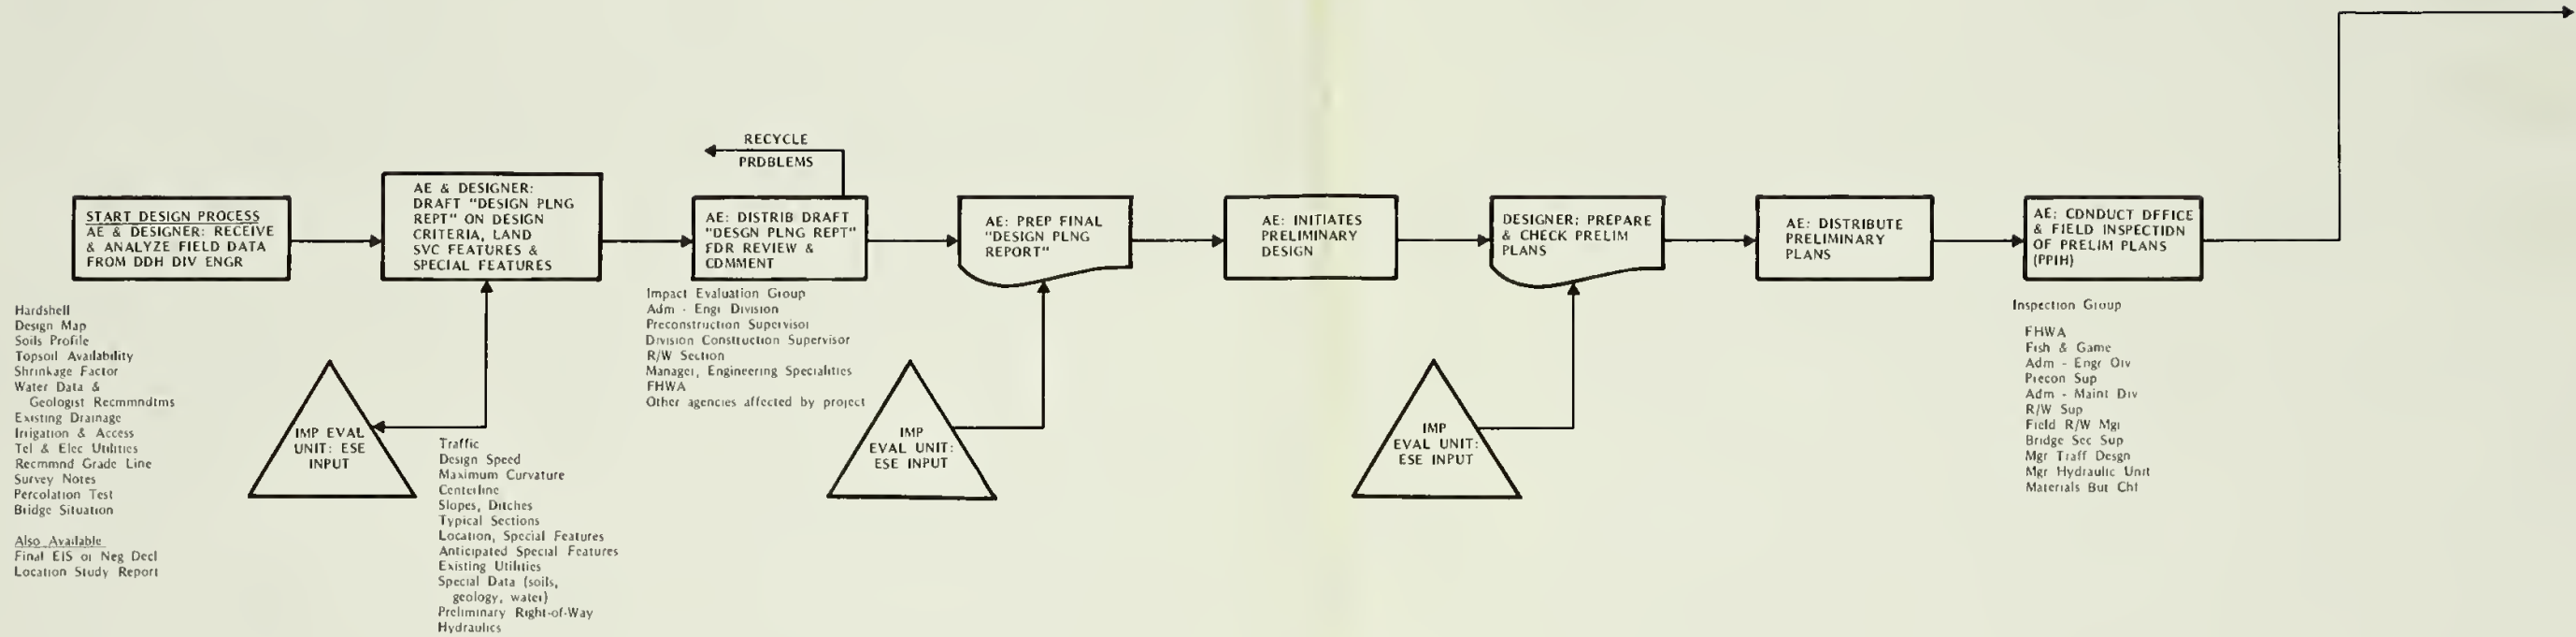 RECYCLE
PRDBLEMS
START DESIGN PROCESS
AE & DESIGNER: RECEIVE
& ANALYZE FIELD DATA
FROM DDH DIV ENGR
AE & DESIGNER:
DRAFT "DESIGN PLNG
REPT" ON DESIGN
CRITERIA, LAND
SVC FEATURES &
SPECIAL FEATURES
AE: DISTRIB DRAFT
"DESGN PLNG REPT"
FDR REVIEW &
CDMMENT
AE: PREP FINAL
"DESIGN PLNG
REPORT"
AE: INITIATES
PRELIMINARY
DESIGN
DESIGNER: PREPARE
& CHECK PRELIM
PLANS
AE: DISTRIBUTE
PRELIMINARY
PLANS
AE: CDNDUCT DFFICE
& FIELD INSPECTION
OF PRELIM PLANS
(PPIH)
Hardshell
Design Map
Soils Profile
Topsoil Availability
Shrinkage Factor
Water Data &
Geologist Recmmndtms
Existing Drainage
Irrigation & Access
Tel & Elec Utilities
Recmmnd Grade Line
Survey Notes
Percolation Test
Bridge Situation
Also Available
Final EIS or Neg Decl
Location Study Report
IMP EVAL
UNIT: ESE
INPUT
Traffic
Design Speed
Maximum Curvature
Centerline
Slopes, Ditches
Typical Sections
Location, Special Features
Anticipated Special Features
Existing Utilities
Special Data (soils,
geology, water)
Preliminary Right-of-Way
Hydraulics
Impact Evaluation Group
Adm - Engr Division
Preconstruction Supervisor
Division Construction Supervisor
R/W Section
Manager, Engineering Specialities
FHWA
Other agencies affected by project
IMP
EVAL UNIT:
ESE INPUT
IMP
EVAL UNIT:
ESE INPUT
Inspection Group
FHWA
Fish & Game
Adm - Engr Div
Precon Sup
Adm - Maint Div
R/W Sup
Field R/W Mgr
Bridge Sec Sup
Mgr Traff Desgn
Mgr Hydraulic Unit
Materials Bur Chf